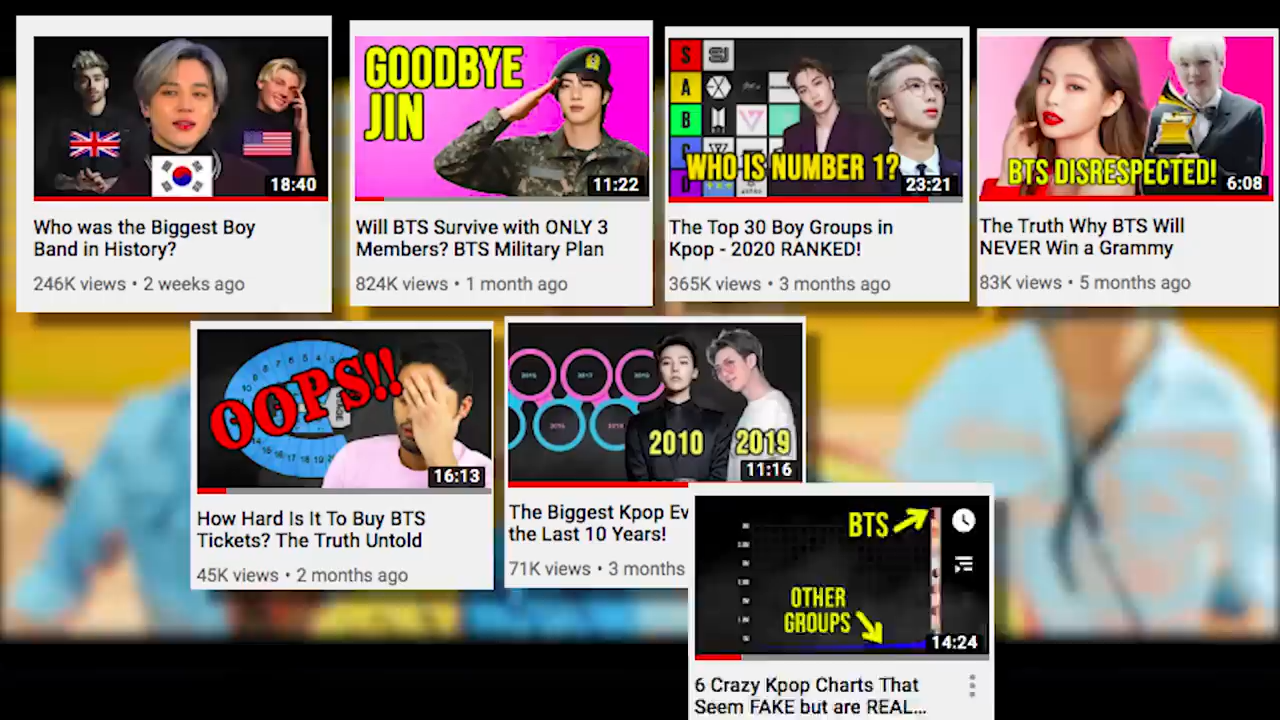 18:40
Who was the Biggest Boy
Band in History?
246K views • 2 weeks ago
GOODBYE
JIN
11:22
Will BTS Survive with ONLY 3
Members? BTS Military Plan
824K views • 1 month ago
S
A
B
WHO IS NUMBER 1?
23:21
The Top 30 Boy Groups in
Kpop - 2020 RANKED!
365K views • 3 months ago
BTS DISRESPECTED!
6:08
The Truth Why BTS Will
NEVER Win a Grammy
83K views • 5 months ago
OOPS!!
16:13
How Hard Is It To Buy BTS
Tickets? The Truth Untold
45K views • 2 months ago
2010
2019
11:16
The Biggest Kpop Ev
the Last 10 Years!
71K views • 3 months
BTS
OTHER
GROUPS
14:24
6 Crazy Kpop Charts That
Seem FAKE but are REAL...